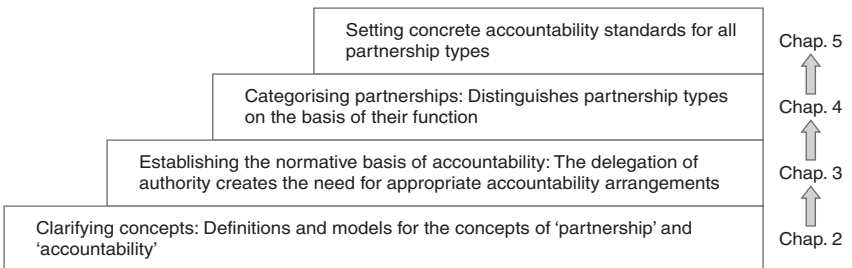 Setting concrete accountability standards for all
partnership types
Chap. 5
Categorising partnerships: Distinguishes partnership types
on the basis of their function
Chap. 4
Establishing the normative basis of accountability: The delegation of
authority creates the need for appropriate accountability arrangements
Chap. 3
Clarifying concepts: Definitions and models for the concepts of ‘partnership’ and
‘accountability’
Chap. 2